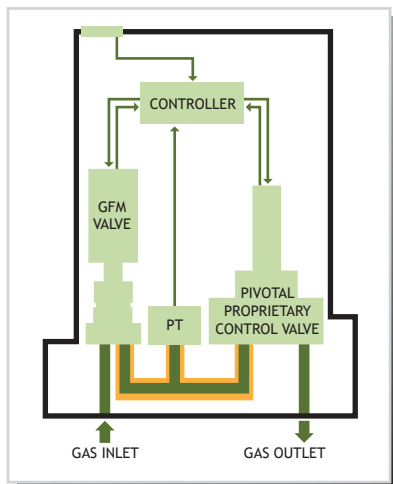 CONTROLLER
GFM
VALVE
PT
PIVOTAL
PROPRIETARY
CONTROL VALVE
GAS INLET
GAS OUTLET